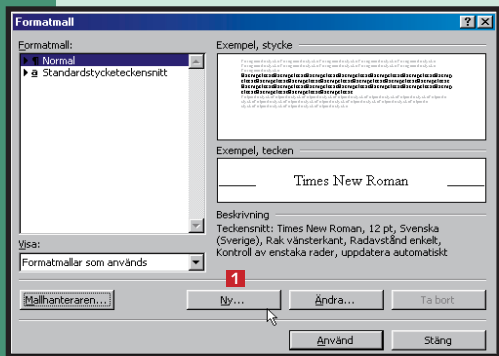 Formatmall
Formatmall:
¶ Normal
a Standardstycketeckensnitt
Visa:
Formatmallar som används
Exempel, stycke
Exempel, tecken
Times New Roman
Beskrivning
Teckensnitt: Times New Roman, 12 pt, Svenska
(Sverige), Rak vänsterkant, Radavstånd enkelt,
Kontroll av enstaka rader, uppdatera automatiskt
1
Mallhanteraren...
Ny...
Ändra...
Ta bort
Använd
Stäng